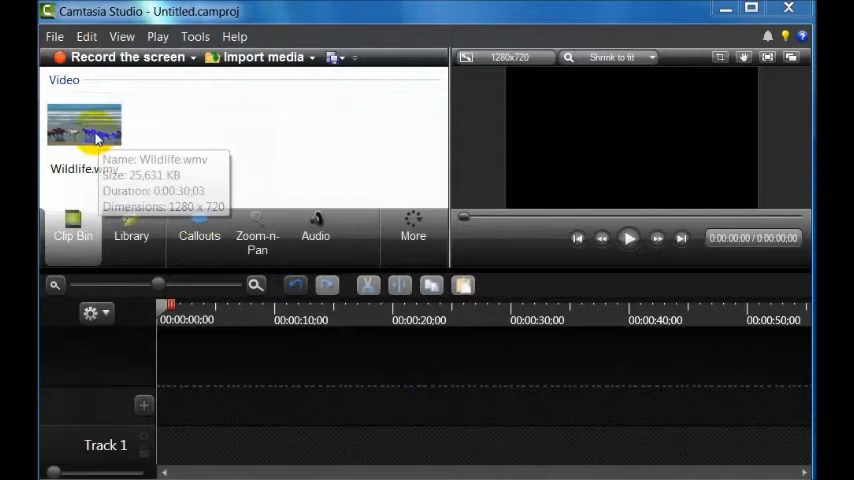 Camtasia Studio - Untitled.camproj
File Edit View Play Tools Help
Record the screen Import media 1280x720 Shrink to fit
Video
Wildlife.wmv
Name: Wildlife.wmv
Size: 25,631 KB
Duration: 0:00:30;03
Dimensions: 1280 x 720
Clip Bin Library Callouts Zoom-n-Pan Audio More
0:00:00;00 / 0:00:00;00
00:00:00;00 00:00:10;00 00:00:20;00 00:00:30;00 00:00:40;00 00:00:50;00
Track 1